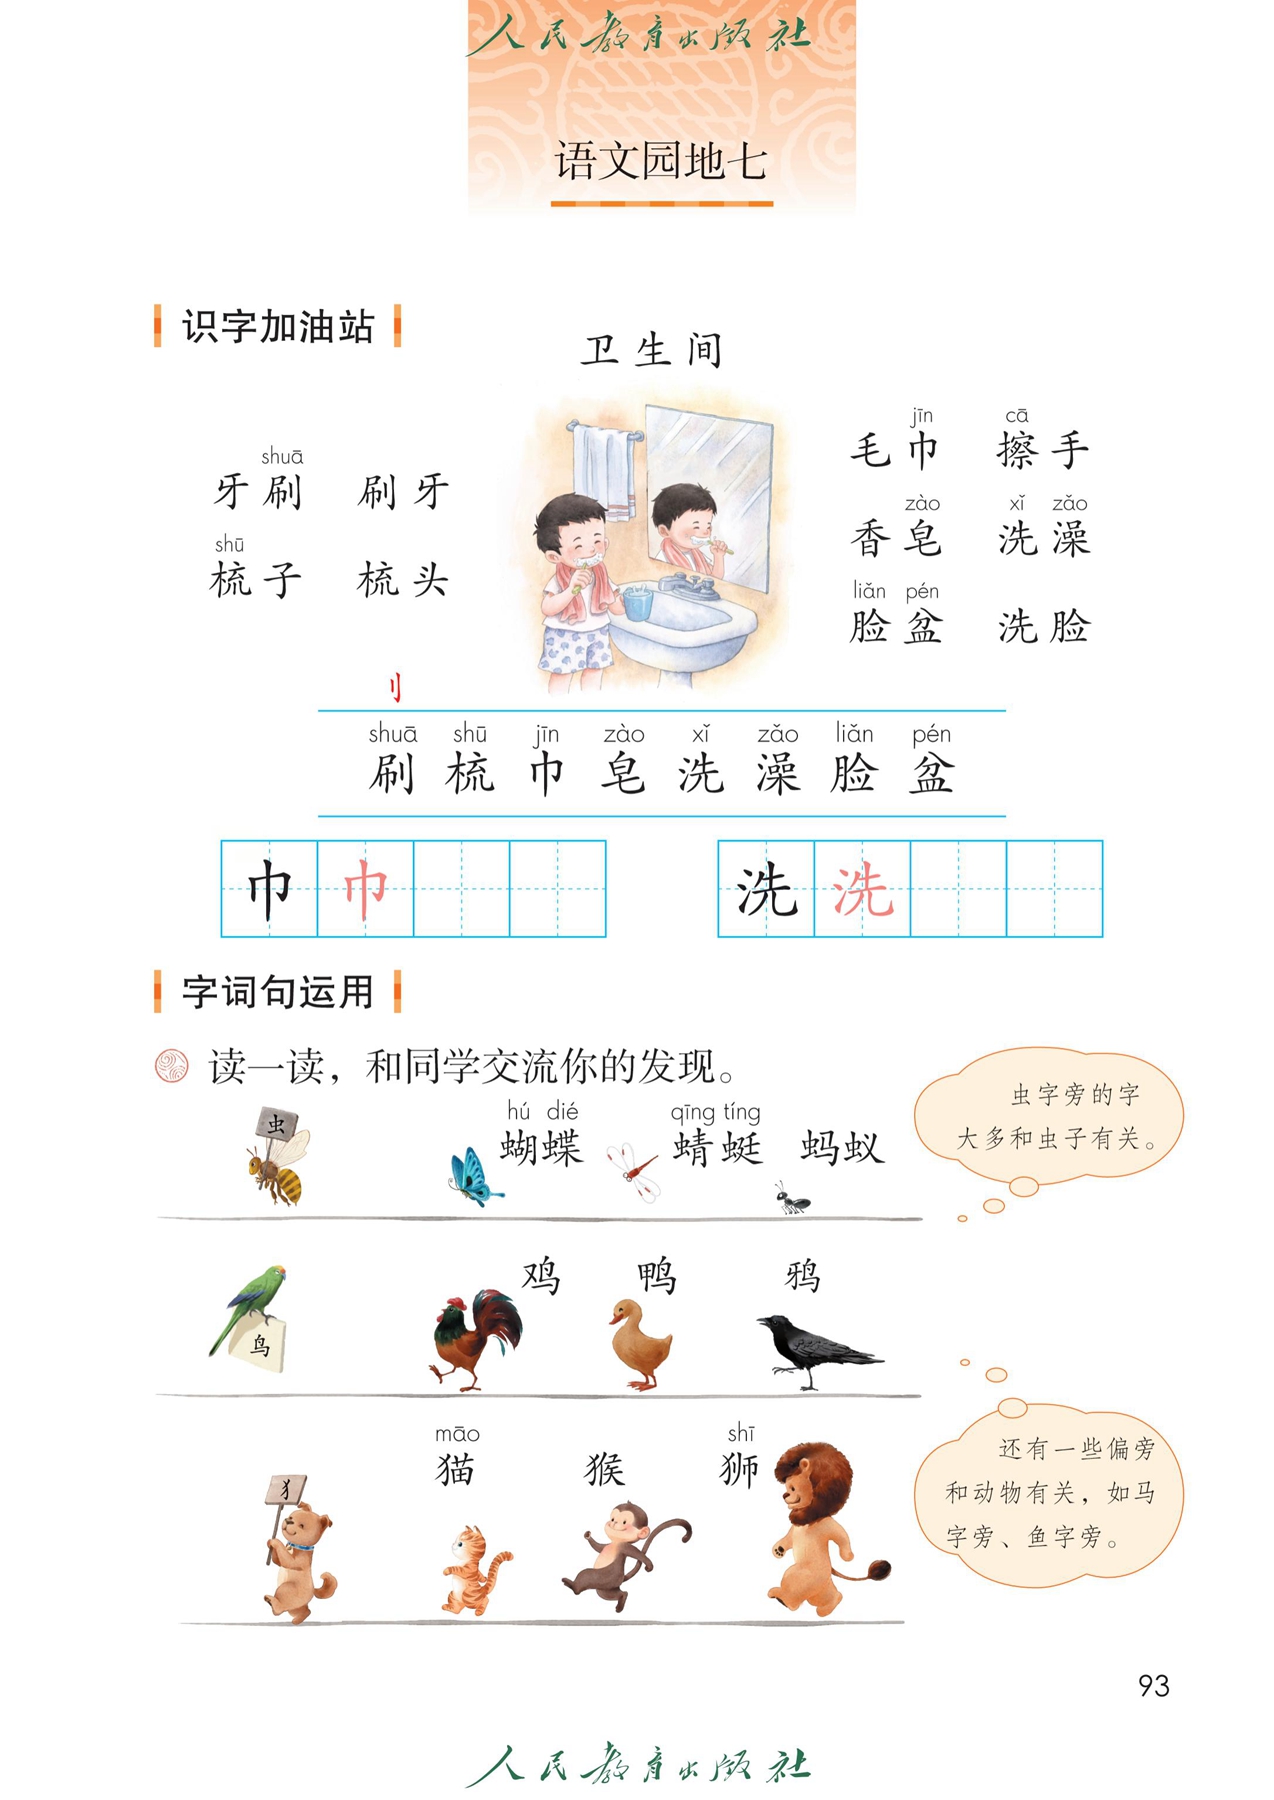 人民教育出版社
语文园地七
识字加油站
卫生间
shuā
牙刷 刷牙
shū
梳子 梳头
jīn cā
毛巾 擦手
zào xǐ zǎo
香皂 洗澡
liǎn pén
脸盆 洗脸
刂
shuā shū jīn zào xǐ zǎo liǎn pén
刷 梳 巾 皂 洗 澡 脸 盆
巾 巾
洗 洗
字词句运用
读一读，和同学交流你的发现。
虫
hú dié qīng tíng
蝴蝶 蜻蜓 蚂蚁
虫字旁的字
大多和虫子有关。
鸟
鸡 鸭 鸦
犭
māo shī
猫 猴 狮
还有一些偏旁
和动物有关，如马
字旁、鱼字旁。
93
人民教育出版社